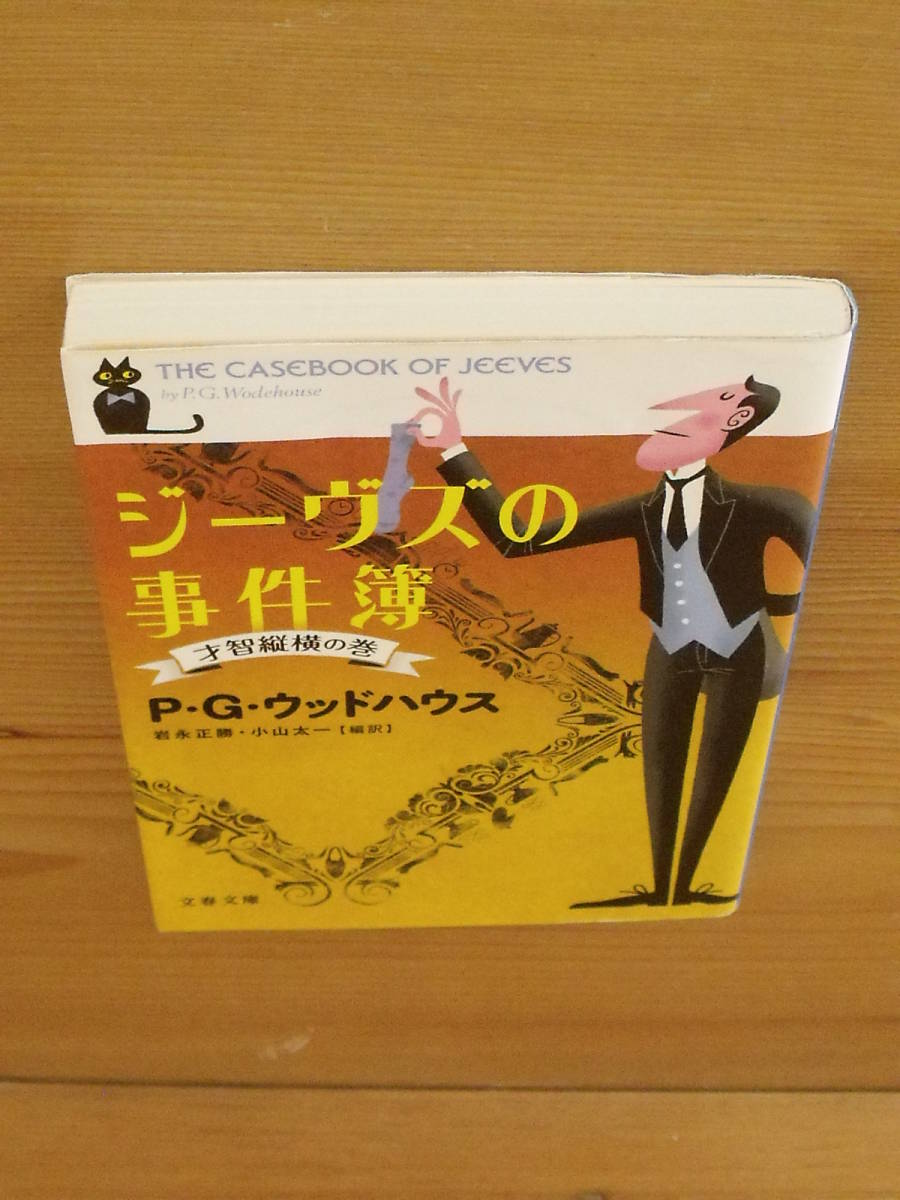 THE CASEBOOK OF JEEVES
by P.G. Wodehouse
ジーヴズの
事件簿
才智縦横の巻
P・G・ウッドハウス
岩永正勝・小山太一【編訳】
文春文庫